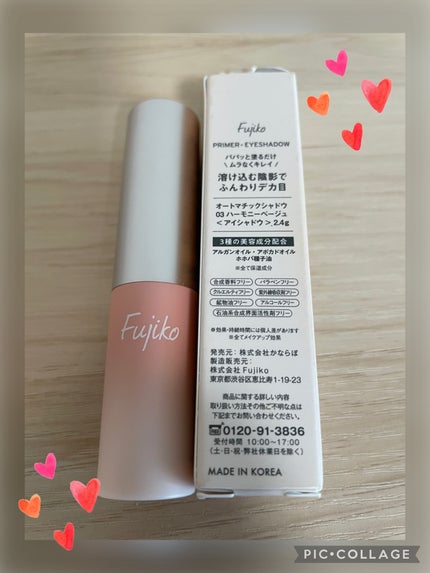 Fujiko
Fujiko
PRIMER+EYESHADOW
パパッと塗るだけ
\ ムラなくキレイ /
溶け込む陰影で
ふんわりデカ目
オートマチックシャドウ
03 ハーモニーベージュ
<アイシャドウ> 2.4g
3種の美容成分配合
アルガンオイル・アボカドオイル
ホホバ種子油
※全て保湿成分
合成香料フリー パラベンフリー
クルエルティフリー 紫外線吸収剤フリー
鉱物油フリー アルコールフリー
石油系合成界面活性剤フリー
※効果・持続時間には個人差があります
※全てメイクアップ効果
発売元:株式会社かならぼ
製造販売元:
株式会社Fujiko
東京都渋谷区恵比寿1-19-23
商品に関する詳しい内容
取り扱い方法その他ご不明な点は
下記までお問い合わせください。
0120-91-3836
受付時間 10:00~17:00
(土・日・祝・弊社休業日を除く)
MADE IN KOREA
PIC•COLLAGE